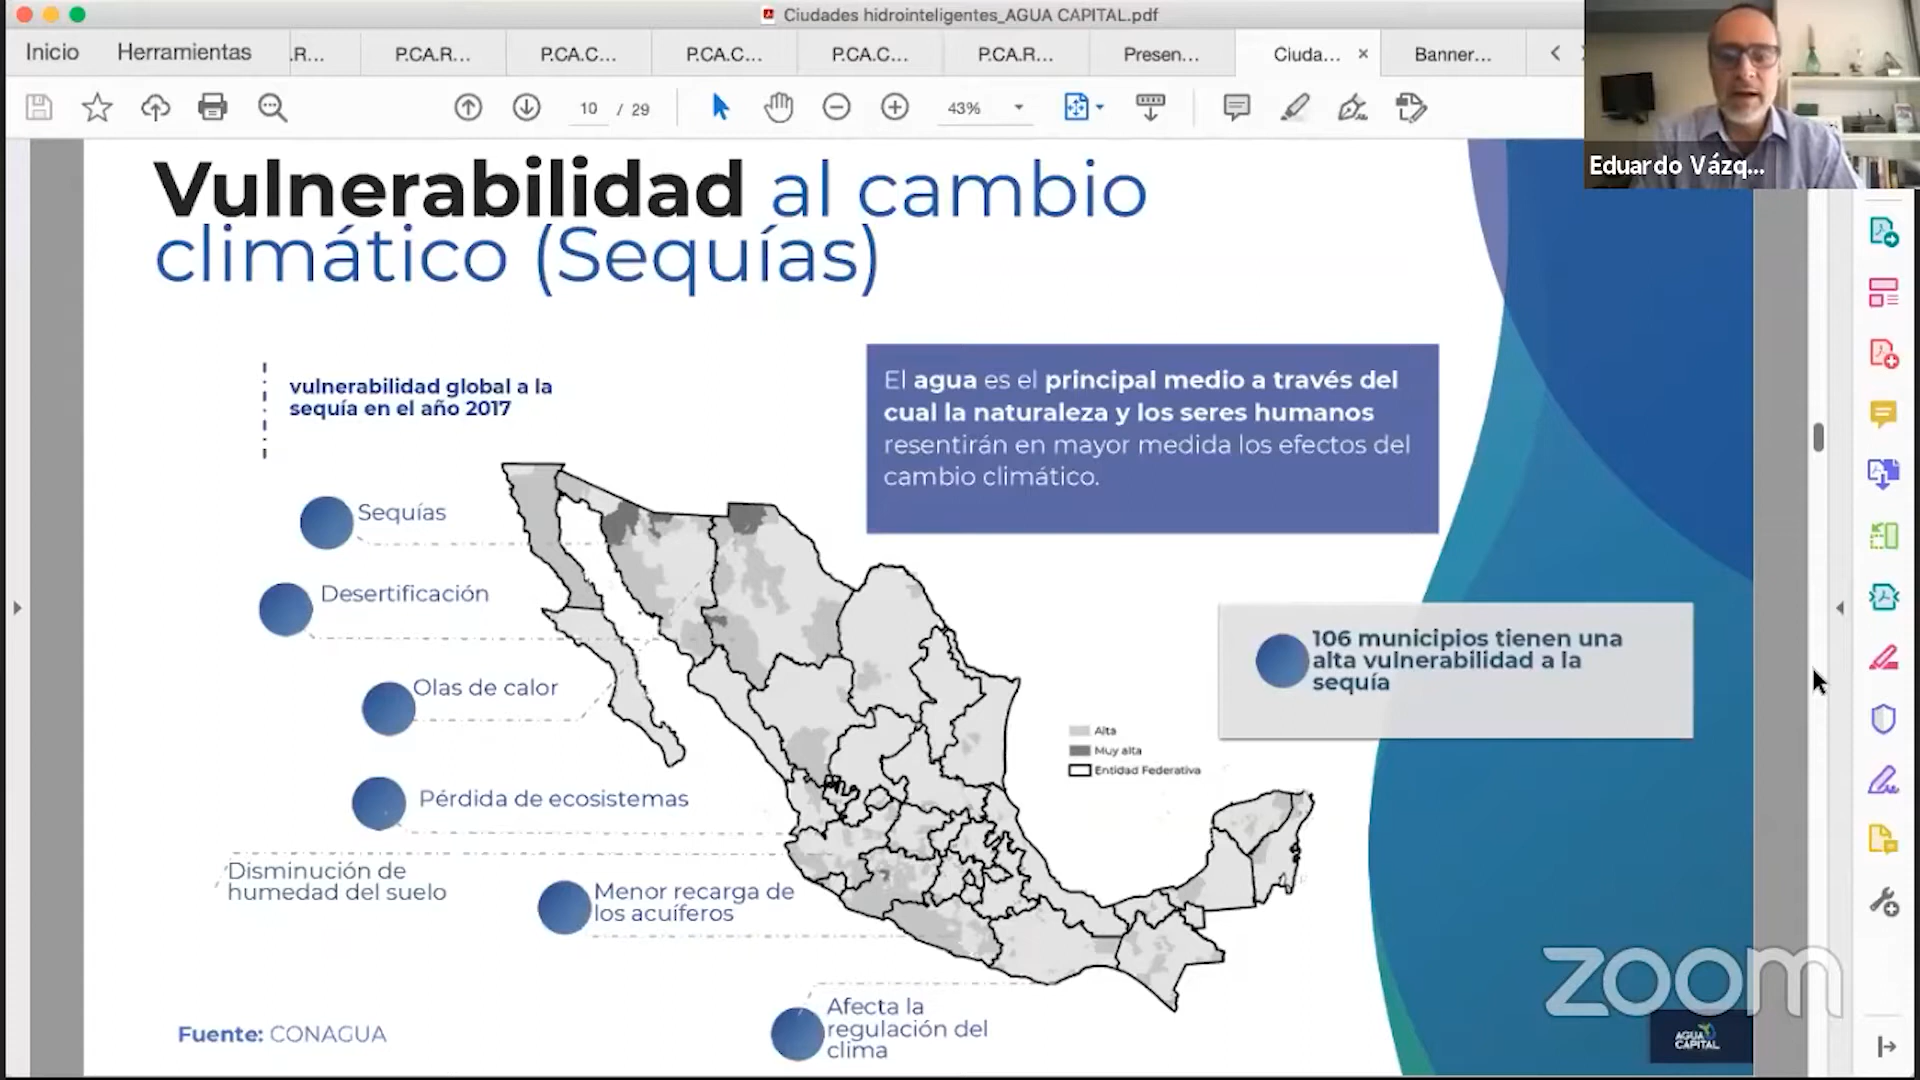 Ciudades hidrointeligentes_AGUA CAPITAL.pdf
Inicio
Herramientas
.R...
P.CA.R...
P.CA.C...
P.CA.C...
P.CA.C...
P.CA.R...
Presen...
Ciuda...
Banner...
10 / 29
43%
Eduardo Vázq...
Vulnerabilidad al cambio
climático (Sequías)
vulnerabilidad global a la
sequía en el año 2017
El agua es el principal medio a través del
cual la naturaleza y los seres humanos
resentirán en mayor medida los efectos del
cambio climático.
Sequías
Desertificación
Olas de calor
Pérdida de ecosistemas
Disminución de
humedad del suelo
Menor recarga de
los acuíferos
Afecta la
regulación del
clima
106 municipios tienen una
alta vulnerabilidad a la
sequía
Alta
Muy alta
Entidad Federativa
Fuente: CONAGUA
zoom
AGUA
CAPITAL